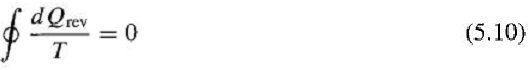 ∮ dQ_rev / T = 0 (5.10)